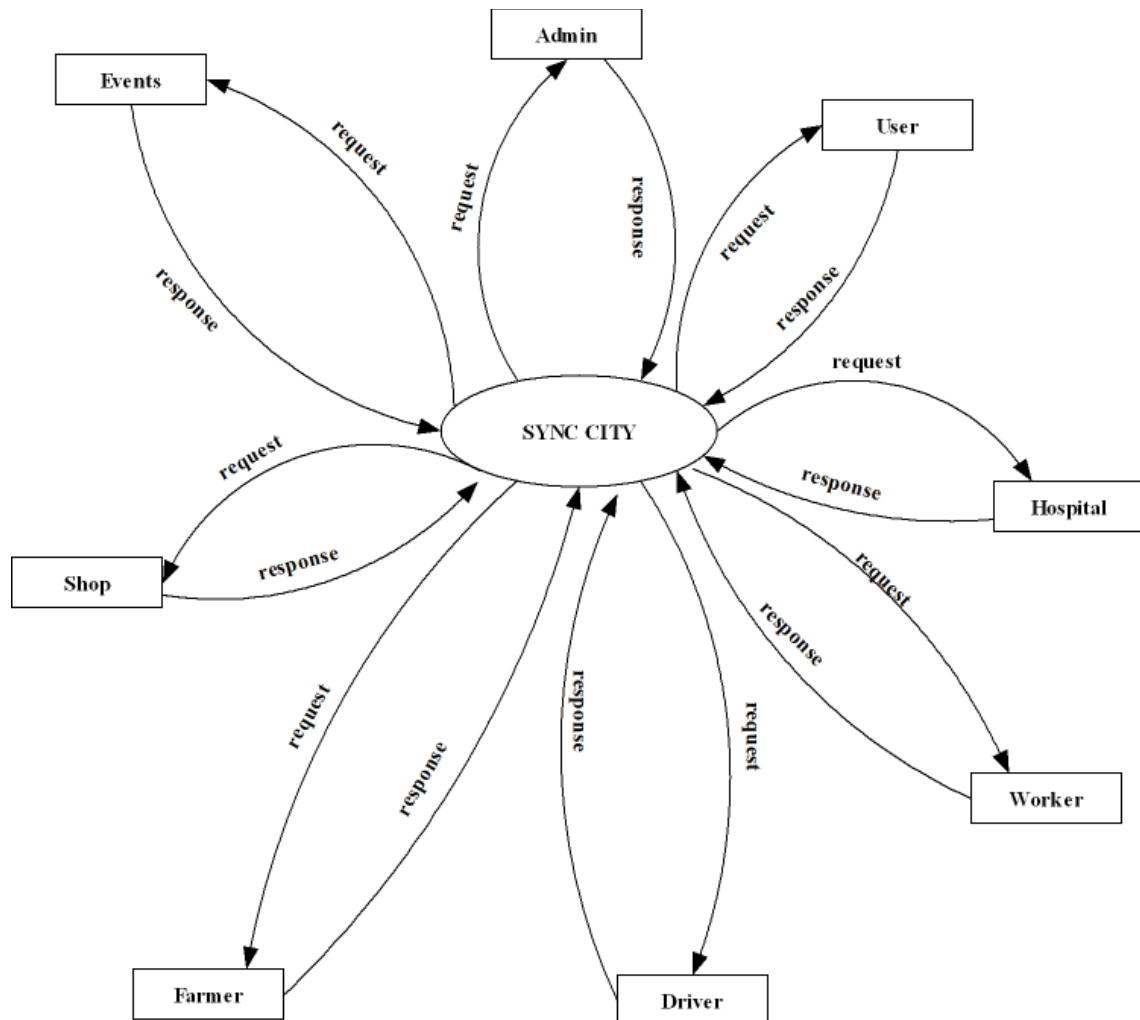 Admin
Events
User
request
request
request
response
response
response
request
SYNC CITY
request
response
Hospital
response
Shop
request
response
request
response
request
response
Worker
Farmer
Driver